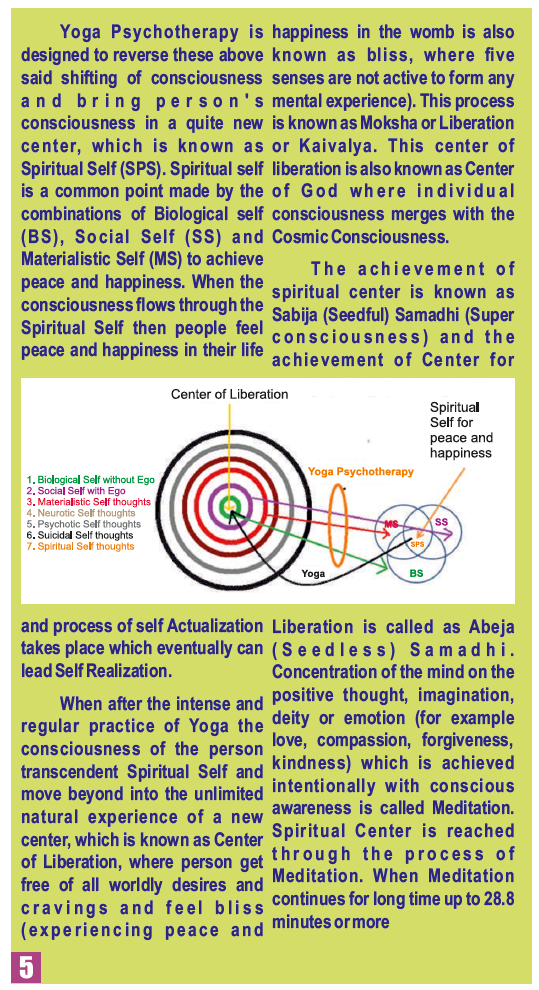 Yoga Psychotherapy is
designed to reverse these above
said shifting of consciousness
and bring person's
consciousness in a quite new
center, which is known as
Spiritual Self (SPS). Spiritual self
is a common point made by the
combinations of Biological self
(BS), Social Self (SS) and
Materialistic Self (MS) to achieve
peace and happiness. When the
consciousness flows through the
Spiritual Self then people feel
peace and happiness in their life
happiness in the womb is also
known as bliss, where five
senses are not active to form any
mental experience). This process
is known as Moksha or Liberation
or Kaivalya. This center of
liberation is also known as Center
of God where individual
consciousness merges with the
Cosmic Consciousness.
The achievement of
spiritual center is known as
Sabija (Seedful) Samadhi (Super
consciousness) and the
achievement of Center for
Center of Liberation
Spiritual
Self for
peace and
happiness
Yoga Psychotherapy
1. Biological Self without Ego
2. Social Self with Ego
3. Materialistic Self thoughts
4. Neurotic Self thoughts
5. Psychotic Self thoughts
6. Suicidal Self thoughts
7. Spiritual Self thoughts
MS
SS
SPS
BS
Yoga
and process of self Actualization
takes place which eventually can
lead Self Realization.
When after the intense and
regular practice of Yoga the
consciousness of the person
transcendent Spiritual Self and
move beyond into the unlimited
natural experience of a new
center, which is known as Center
of Liberation, where person get
free of all worldly desires and
cravings and feel bliss
(experiencing peace and
Liberation is called as Abeja
(Seedless) Samadhi.
Concentration of the mind on the
positive thought, imagination,
deity or emotion (for example
love, compassion, forgiveness,
kindness) which is achieved
intentionally with conscious
awareness is called Meditation.
Spiritual Center is reached
through the process of
Meditation. When Meditation
continues for long time up to 28.8
minutes or more
5